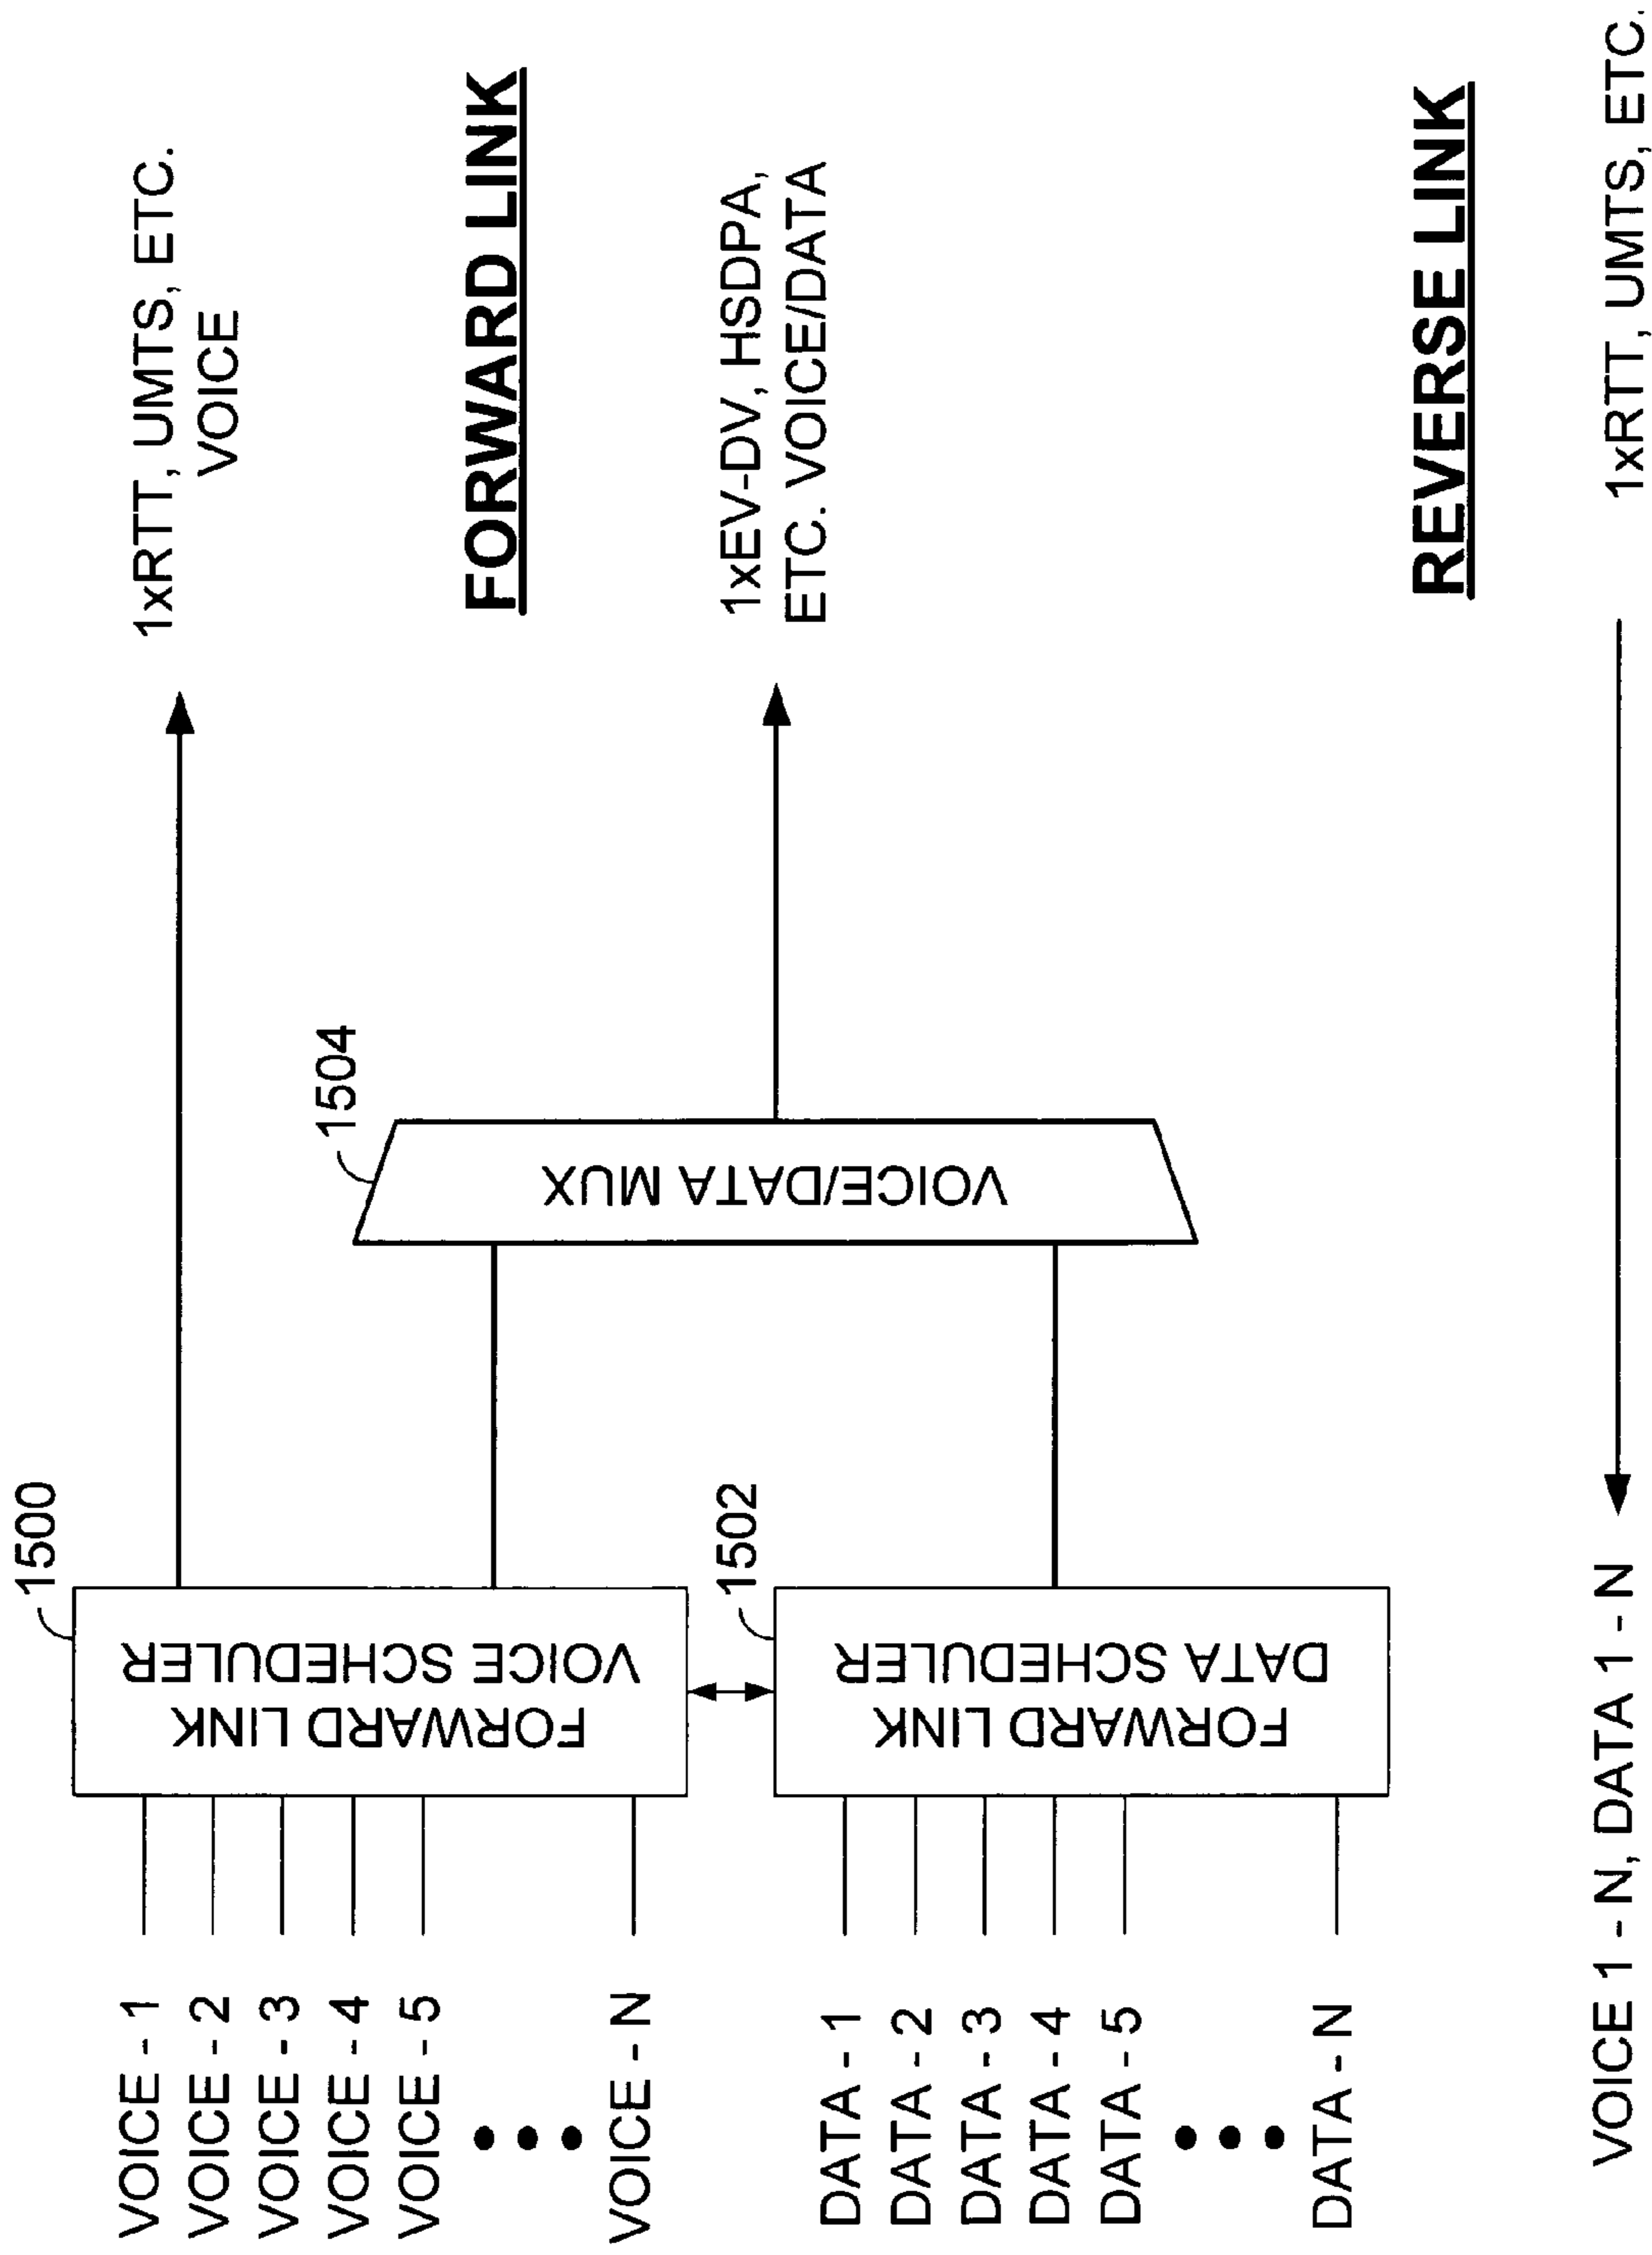 VOICE - 1
VOICE - 2
VOICE - 3
VOICE - 4
VOICE - 5
VOICE - N
1500
FORWARD LINK
VOICE SCHEDULER
1xRTT, UMTS, ETC.
VOICE
FORWARD LINK
1504
VOICE/DATA MUX
1xEV-DV, HSDPA,
ETC. VOICE/DATA
DATA - 1
DATA - 2
DATA - 3
DATA - 4
DATA - 5
DATA - N
1502
FORWARD LINK
DATA SCHEDULER
REVERSE LINK
VOICE 1 - N, DATA 1 - N
1xRTT, UMTS, ETC.